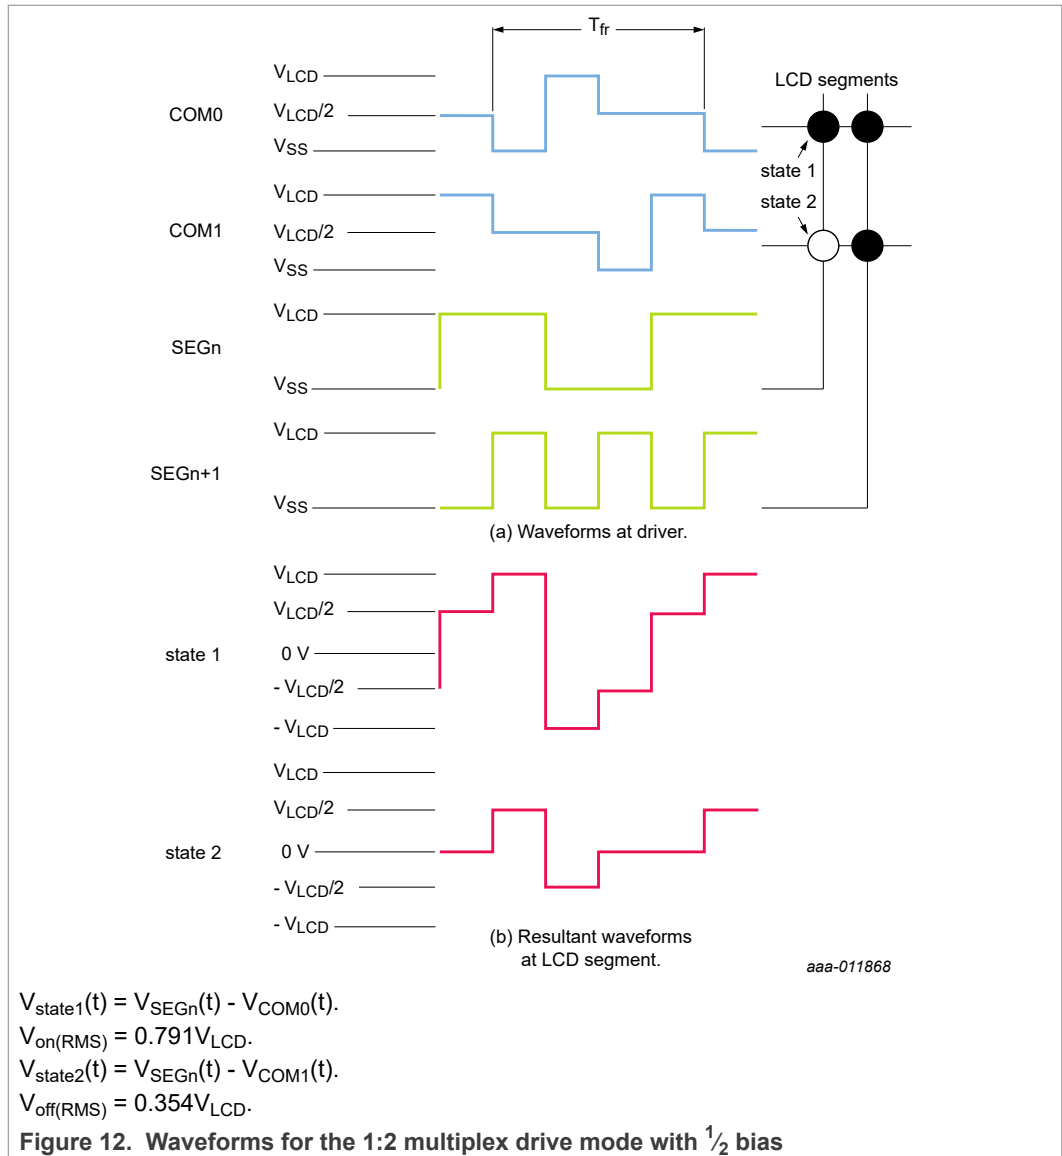 Tfr
VLCD
LCD segments
COM0
VLCD/2
VSS
state 1
VLCD
state 2
COM1
VLCD/2
VSS
VLCD
SEGn
VSS
VLCD
SEGn+1
VSS
(a) Waveforms at driver.
VLCD
VLCD/2
state 1
0 V
- VLCD/2
- VLCD
VLCD
VLCD/2
state 2
0 V
- VLCD/2
- VLCD
(b) Resultant waveforms
at LCD segment.
aaa-011868
Vstate1(t) = VSEGn(t) - VCOM0(t).
Von(RMS) = 0.791VLCD.
Vstate2(t) = VSEGn(t) - VCOM1(t).
Voff(RMS) = 0.354VLCD.
Figure 12. Waveforms for the 1:2 multiplex drive mode with 1/2 bias